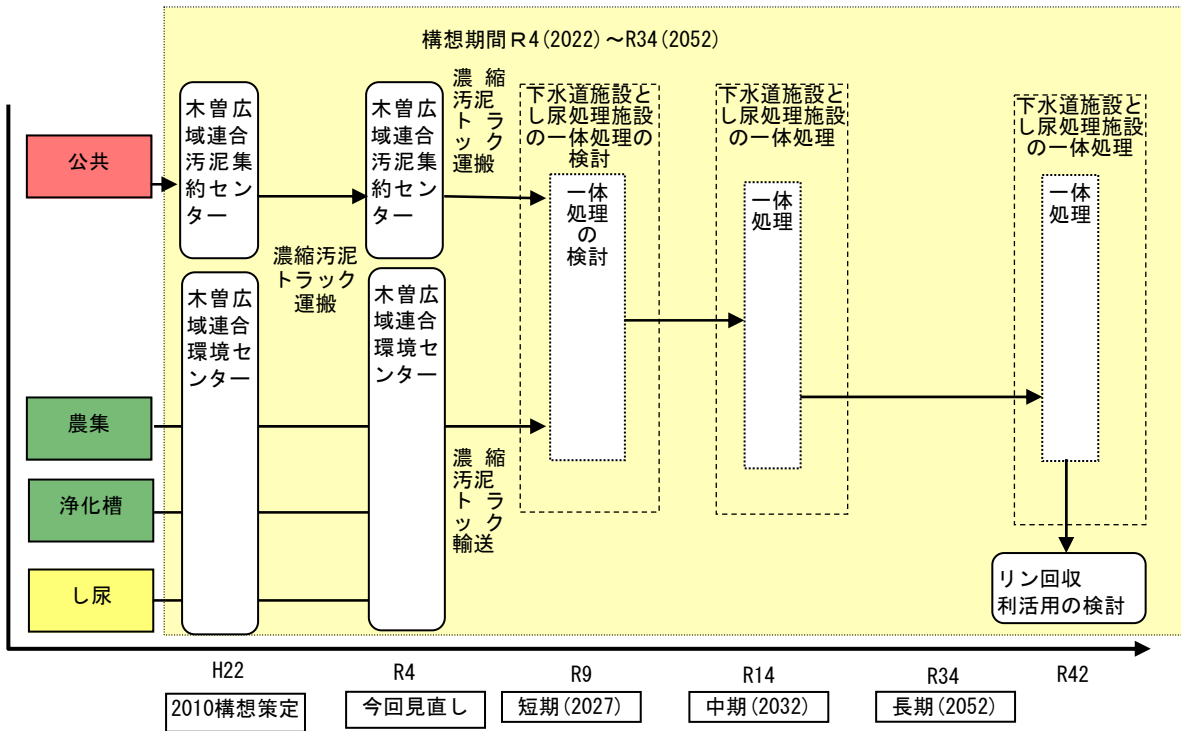 構想期間R4(2022)～R34(2052)
公共
農集
浄化槽
し尿
木曽広
域連合
汚泥集
約セン
ター
木曽広
域連合
環境セ
ンター
濃縮汚泥
トラック
運搬
木曽広
域連合
汚泥集
約セン
ター
木曽広
域連合
環境セ
ンター
濃縮
汚泥
トラ
ック
運搬
濃縮
汚泥
トラ
ック
輸送
下水道施設と
し尿処理施設
の一体処理の
検討
一体
処理
の
検討
下水道施設と
し尿処理施設
の一体処理
一体
処理
下水道施設と
し尿処理施設
の一体処理
一体
処理
リン回収
利活用の検討
H22
R4
R9
R14
R34
R42
2010構想策定
今回見直し
短期(2027)
中期(2032)
長期(2052)